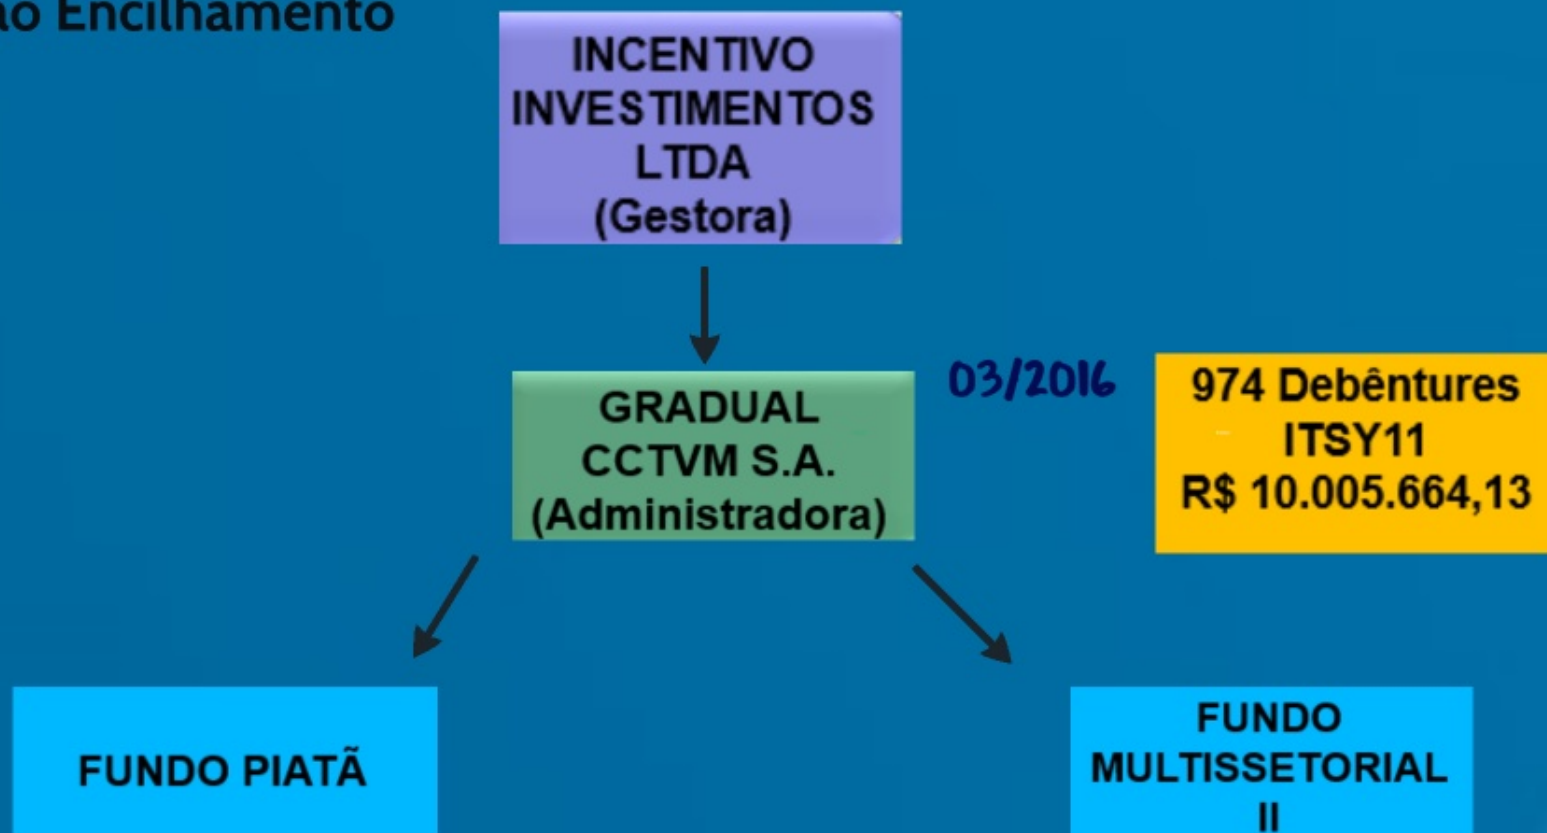 Encilhamento
INCENTIVO
INVESTIMENTOS
LTDA
(Gestora)
GRADUAL
CCTVM S.A.
(Administradora)
03/2016
974 Debêntures
ITSY11
R$ 10.005.664,13
FUNDO PIATÃ
FUNDO
MULTISSETORIAL
II